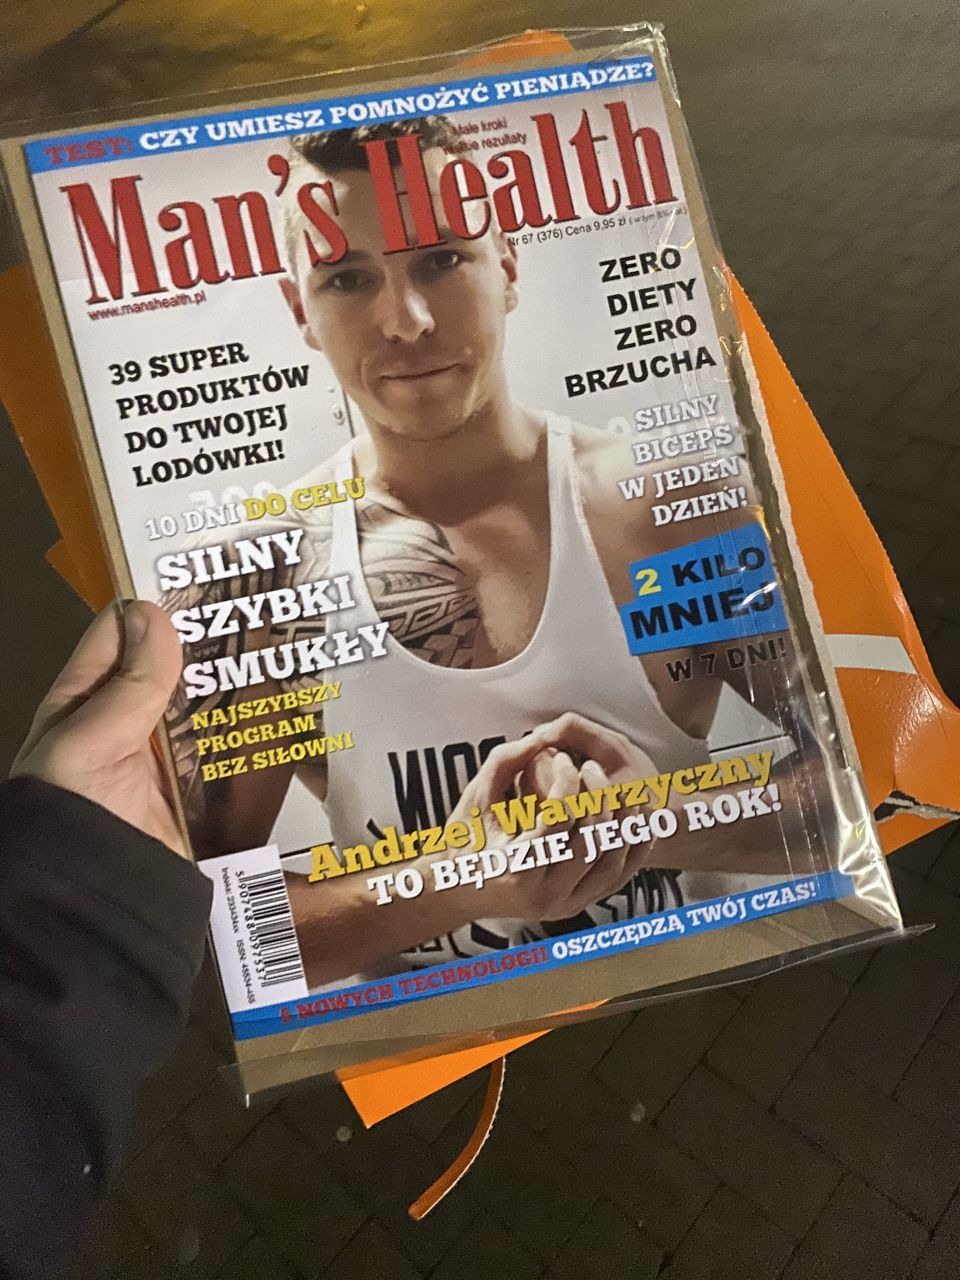 TEST: CZY UMIESZ POMNOŻYĆ PIENIĄDZE?
Małe kroki
rezultaty
Man's Health
Nr 67 (376) Cena 9,95 zł
www.manshealth.pl
ZERO
DIETY
ZERO
BRZUCHA
39 SUPER
PRODUKTÓW
DO TWOJEJ
LODÓWKI!
SILNY
BICEPS
W JEDEN
DZIEŃ!
10 DNI DO CELU
SILNY
SZYBKI
SMUKŁY
NAJSZYBSZY
PROGRAM
BEZ SIŁOWNI
2 KILO
MNIEJ
W 7 DNI!
Andrzej Wawrzyczny
TO BĘDZIE JEGO ROK!
5 NOWYCH TECHNOLOGII OSZCZĘDZĄ TWÓJ CZAS!